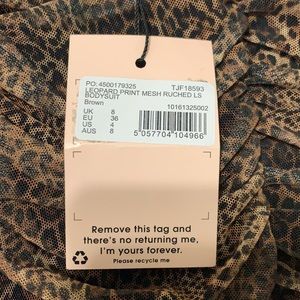 PO: 4500179325 TJF18593
LEOPARD PRINT MESH RUCHED LS
BODYSUIT
Brown 10161325002
UK 8
EU 36
US 4
AUS 8
5 057704 104966
Remove this tag and
there's no returning me,
I'm yours forever.
Please recycle me